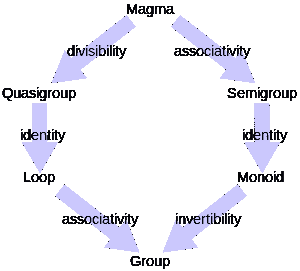 Magma
divisibility associativity
Quasigroup Semigroup
identity identity
Loop Monoid
associativity invertibility
Group